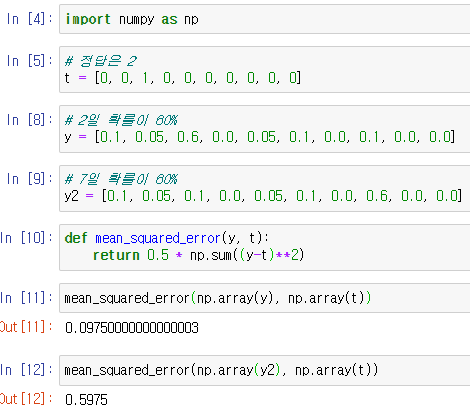 In [4]: import numpy as np
In [5]: # 정답은 2
t = [0, 0, 1, 0, 0, 0, 0, 0, 0, 0]
In [8]: # 2일 확률이 60%
y = [0.1, 0.05, 0.6, 0.0, 0.05, 0.1, 0.0, 0.1, 0.0, 0.0]
In [9]: # 7일 확률이 60%
y2 = [0.1, 0.05, 0.1, 0.0, 0.05, 0.1, 0.0, 0.6, 0.0, 0.0]
In [10]: def mean_squared_error(y, t):
return 0.5 * np.sum((y-t)**2)
In [11]: mean_squared_error(np.array(y), np.array(t))
Out[11]: 0.09750000000000003
In [12]: mean_squared_error(np.array(y2), np.array(t))
Out[12]: 0.5975